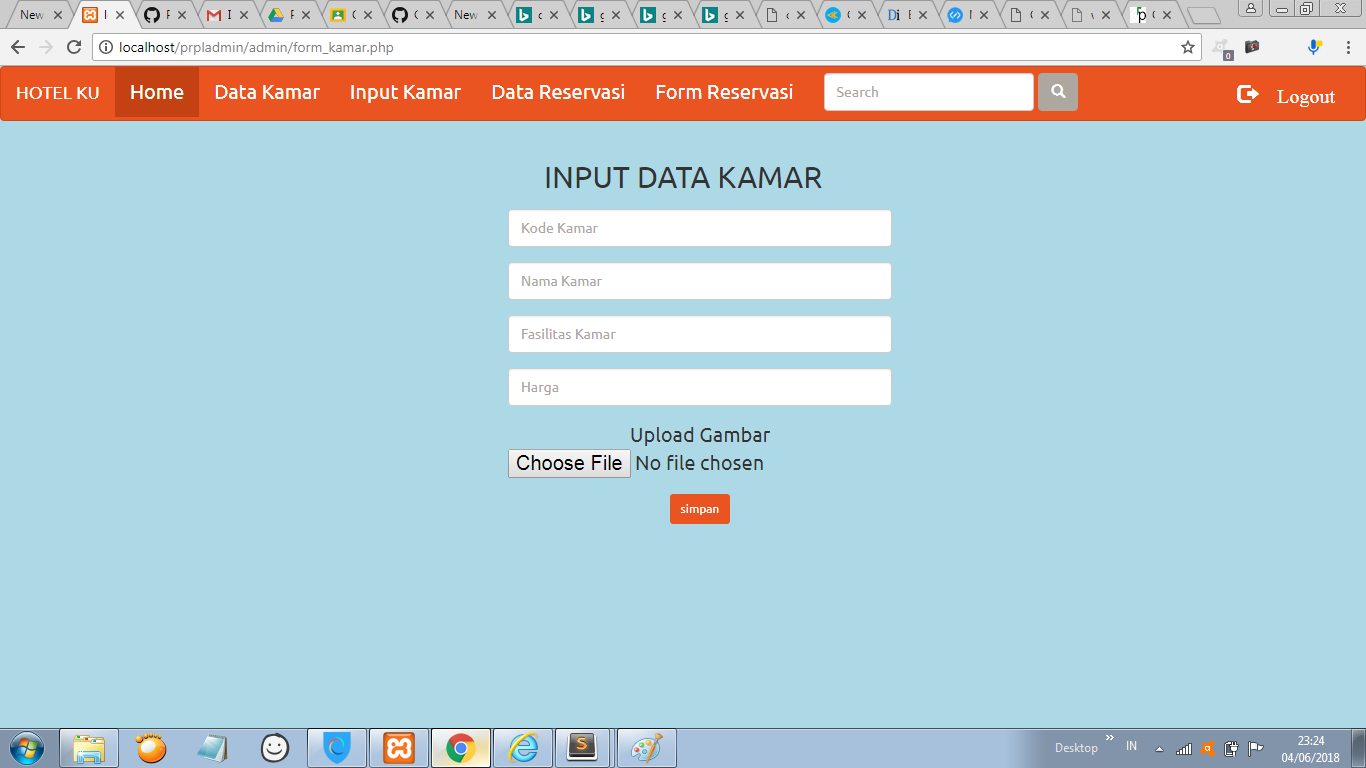 New
localhost/prpladmin/admin/form_kamar.php
0
HOTEL KU Home Data Kamar Input Kamar Data Reservasi Form Reservasi Search Logout
INPUT DATA KAMAR
Kode Kamar
Nama Kamar
Fasilitas Kamar
Harga
Upload Gambar
Choose File No file chosen
simpan
Desktop IN 23:24
04/06/2018